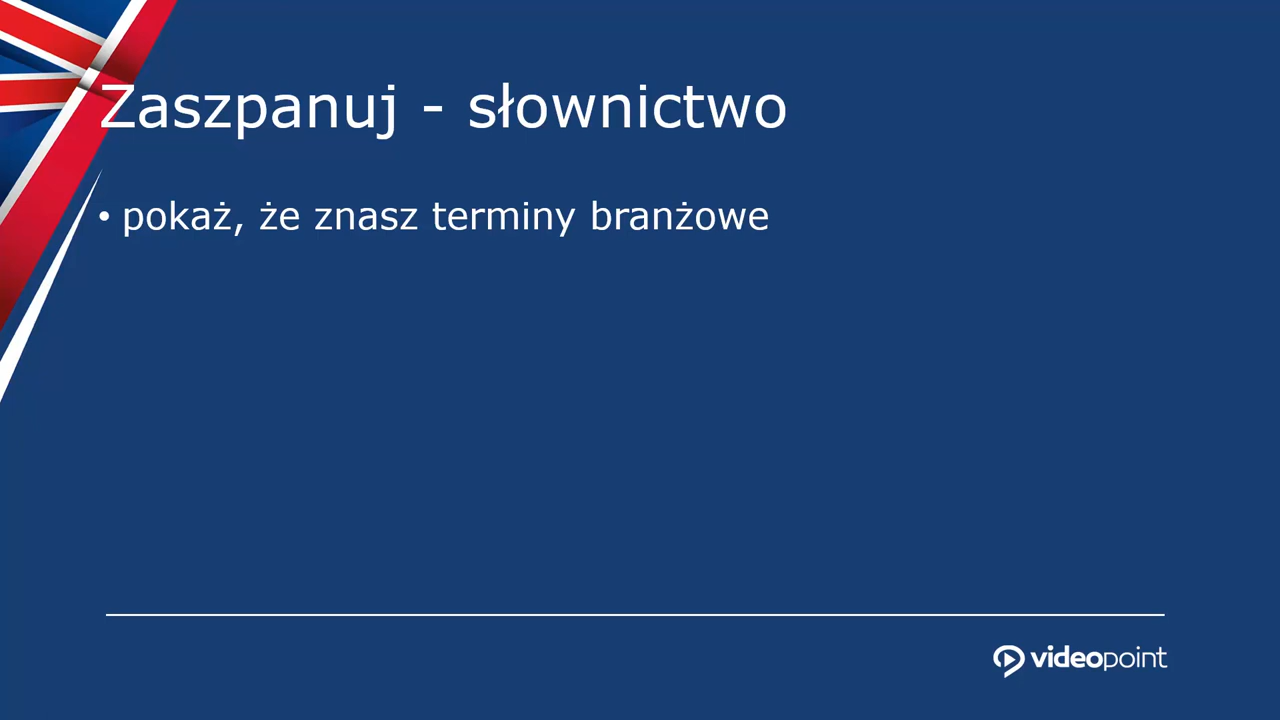 Zaszpanuj - słownictwo
• pokaż, że znasz terminy branżowe
videopoint